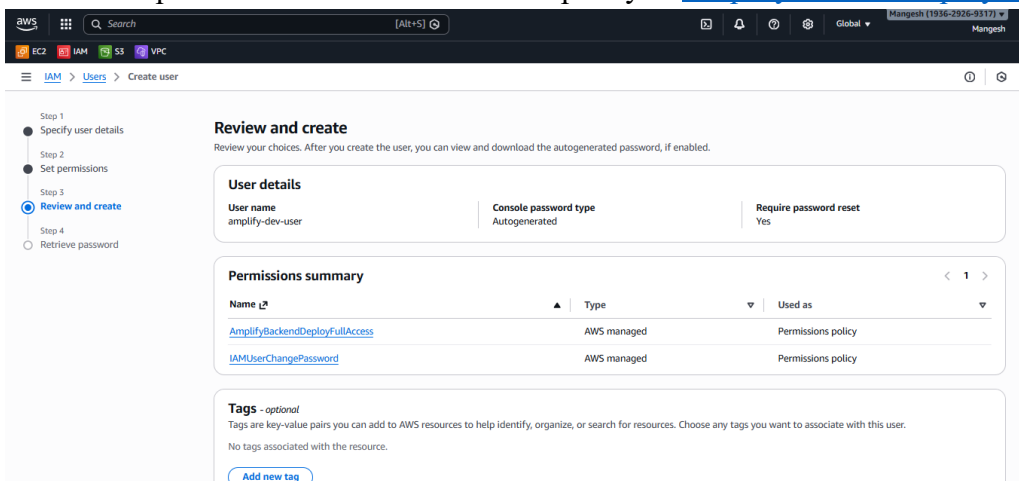 aws Search [Alt+S] Global Mangesh (1936-2926-9317)
Mangesh
EC2 IAM S3 VPC
IAM > Users > Create user
Step 1
Specify user details
Step 2
Set permissions
Step 3
Review and create
Step 4
Retrieve password
Review and create
Review your choices. After you create the user, you can view and download the autogenerated password, if enabled.
User details
User name Console password type Require password reset
amplify-dev-user Autogenerated Yes
Permissions summary < 1 >
Name Type Used as
AmplifyBackendDeployFullAccess AWS managed Permissions policy
IAMUserChangePassword AWS managed Permissions policy
Tags - optional
Tags are key-value pairs you can add to AWS resources to help identify, organize, or search for resources. Choose any tags you want to associate with this user.
No tags associated with the resource.
Add new tag